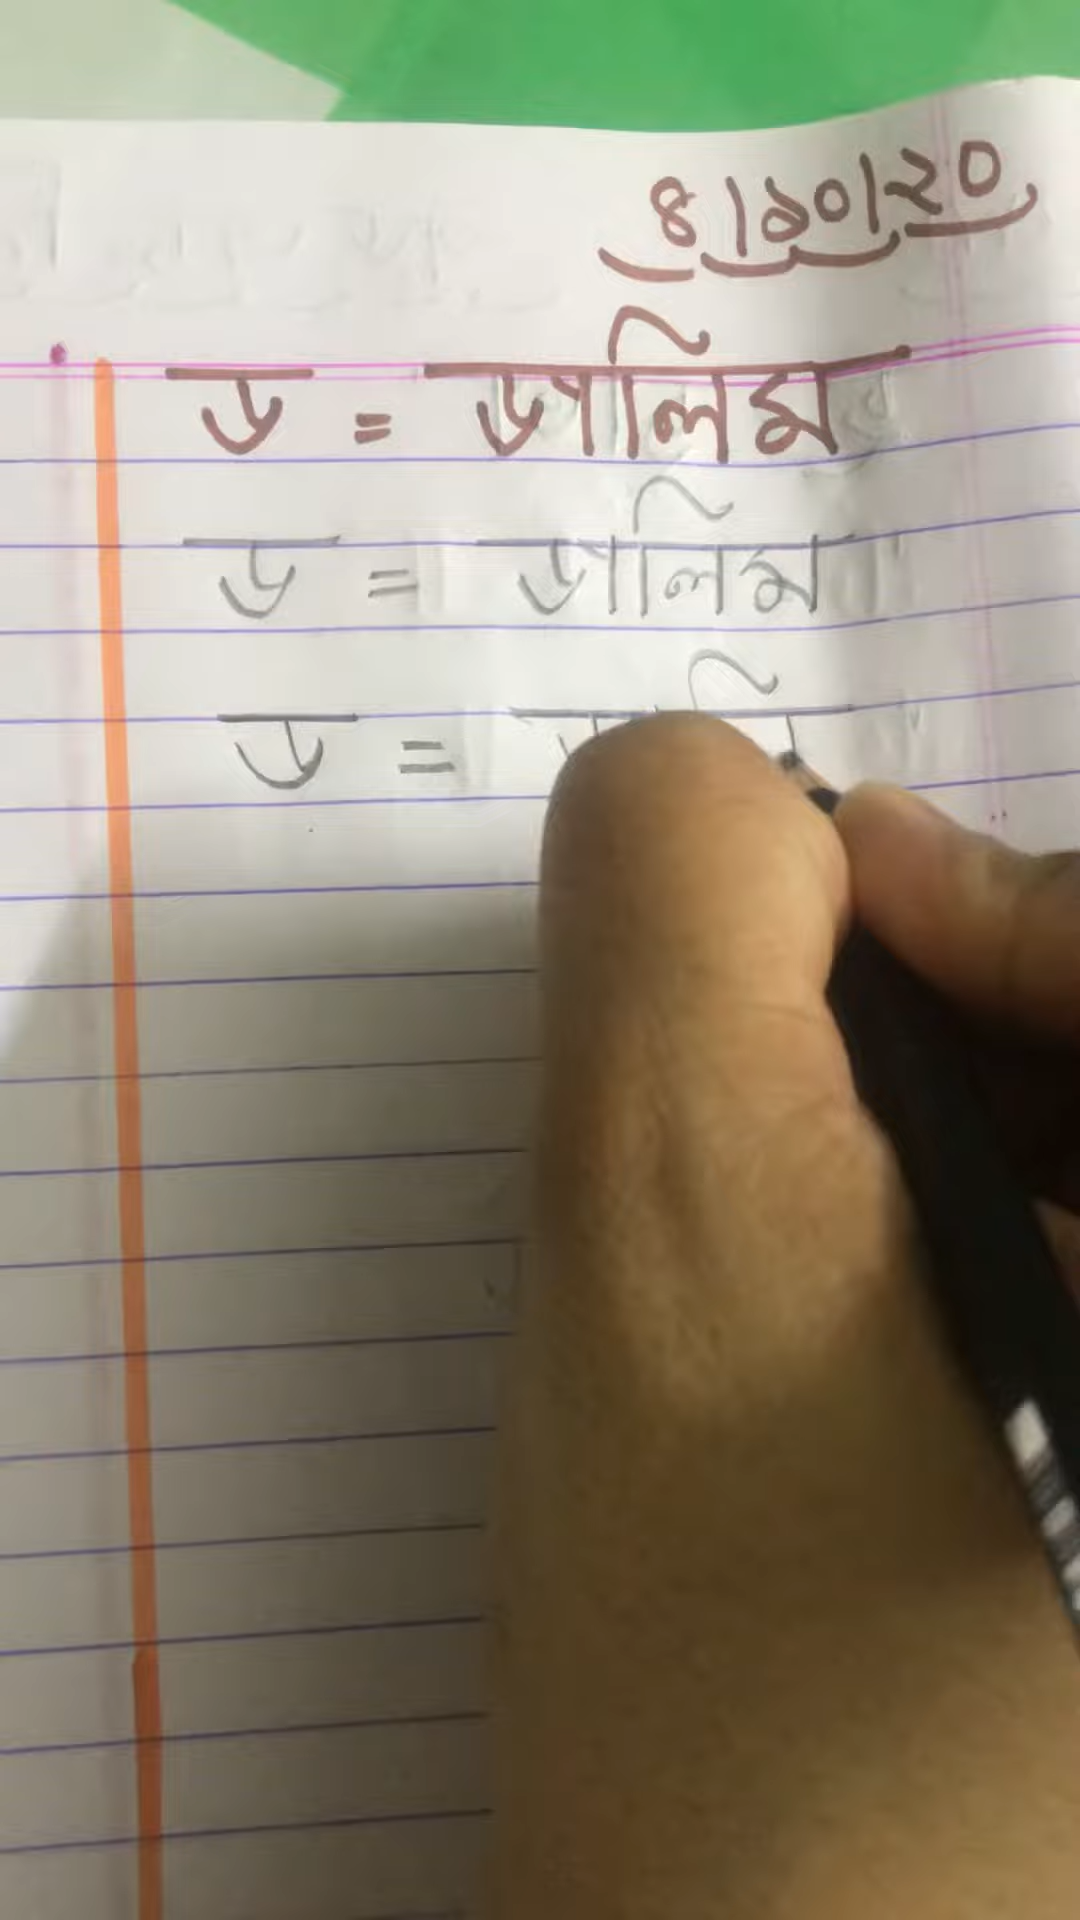 ৪|১০|২০
ড = ডালিম
ড = ডালিম
ড =